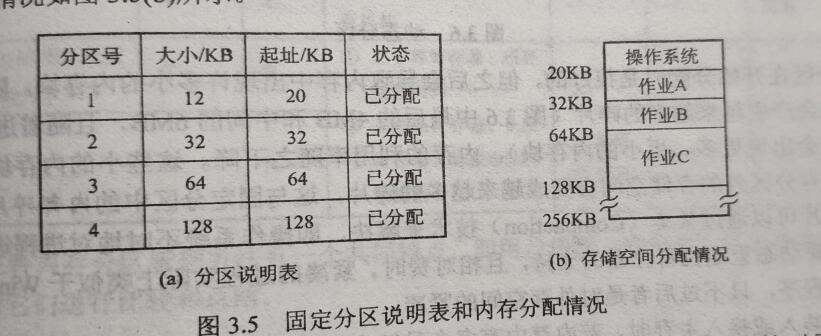 图 3.6
分区号 大小/KB 起址/KB 状态
1 12 20 已分配
2 32 32 已分配
3 64 64 已分配
4 128 128 已分配
(a) 分区说明表
操作系统
20KB
作业A
32KB
作业B
64KB
作业C
128KB
256KB
(b) 存储空间分配情况
图 3.5 固定分区说明表和内存分配情况